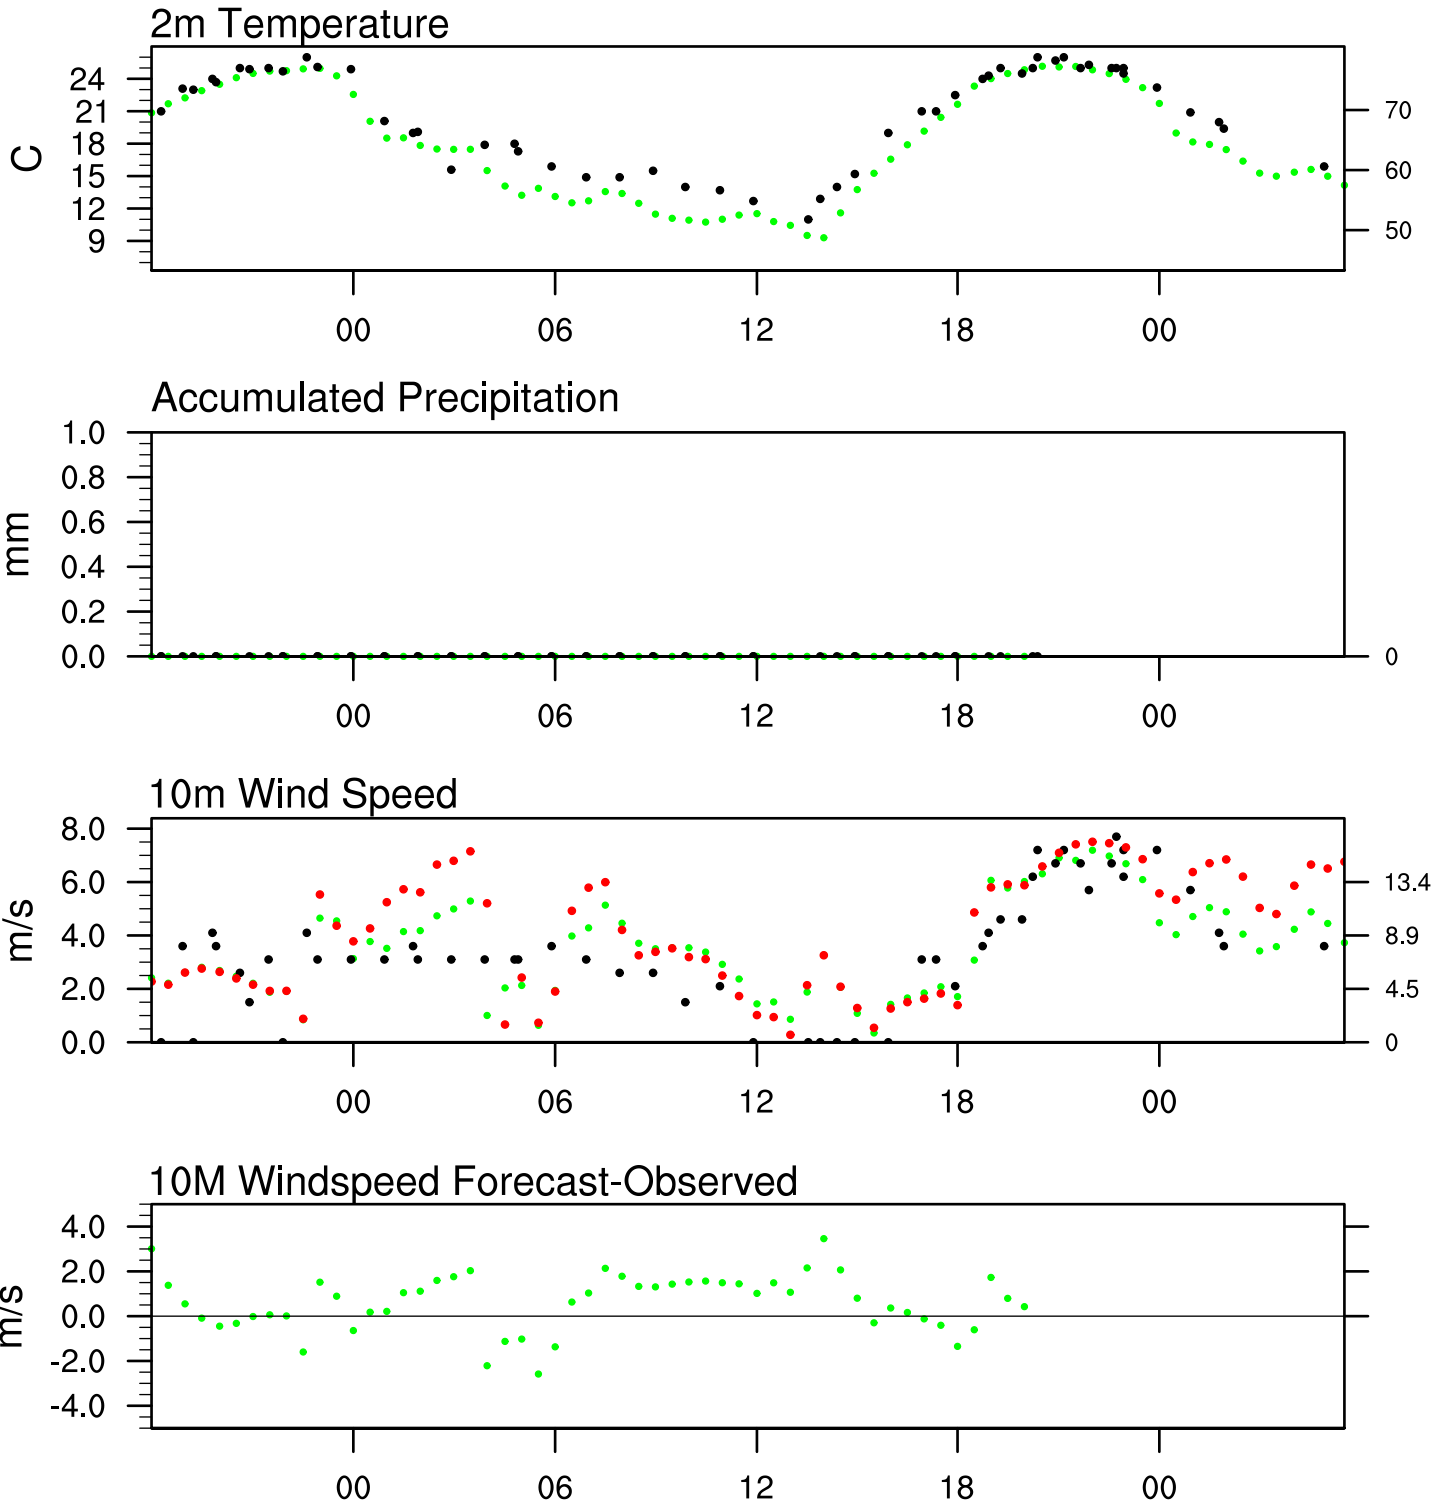 2m Temperature
24
21
18
15
12
9
C
70
60
50
00 06 12 18 00
Accumulated Precipitation
1.0
0.8
0.6
0.4
0.2
0.0
mm
0
00 06 12 18 00
10m Wind Speed
8.0
6.0
4.0
2.0
0.0
m/s
13.4
8.9
4.5
0
00 06 12 18 00
10M Windspeed Forecast-Observed
4.0
2.0
0.0
-2.0
-4.0
m/s
00 06 12 18 00